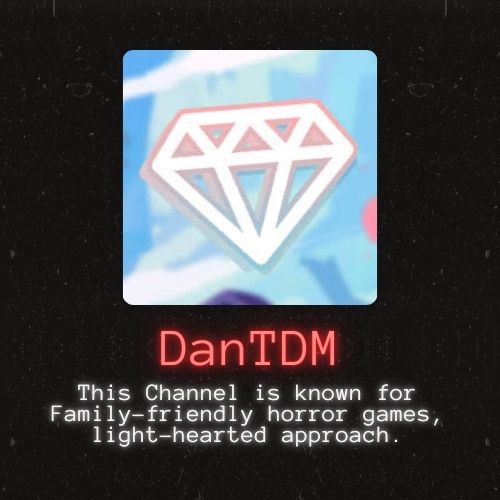 DanTDM
This Channel is known for
Family-friendly horror games,
light-hearted approach.